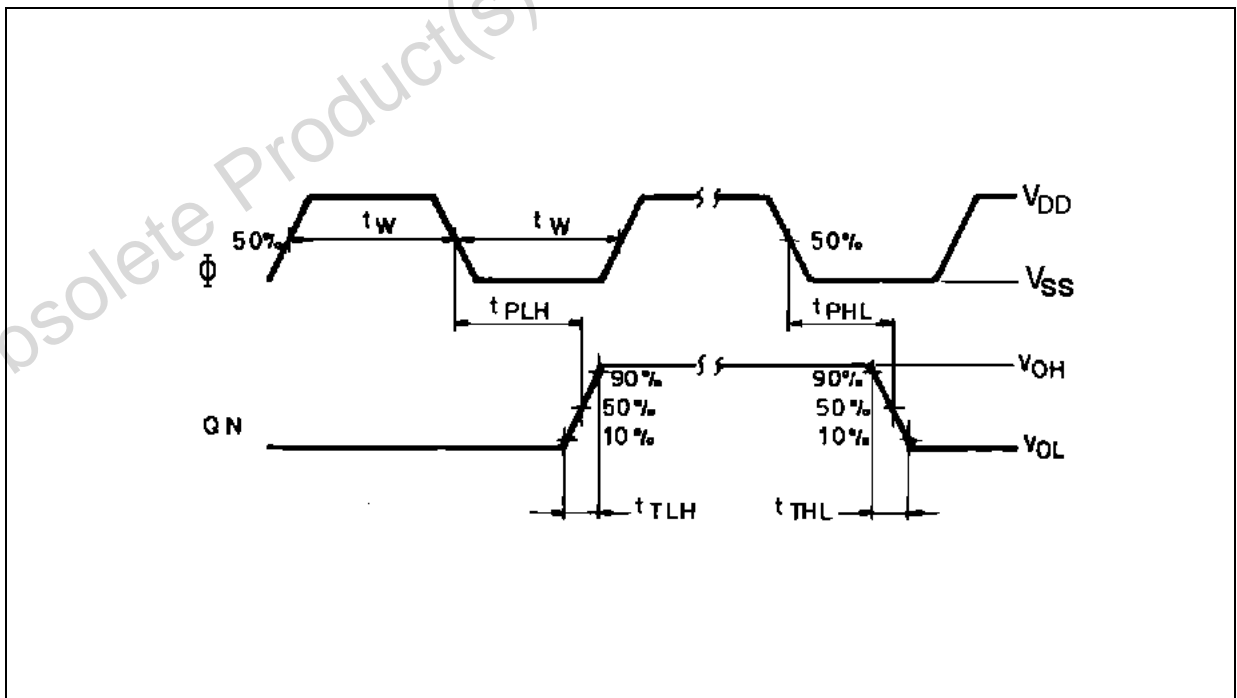 bsolete Product(s)
VDD
tW
tW
50%
50%
Φ
VSS
tPLH
tPHL
VOH
90%
90%
50%
50%
QN
10%
10%
VOL
tTLH
tTHL